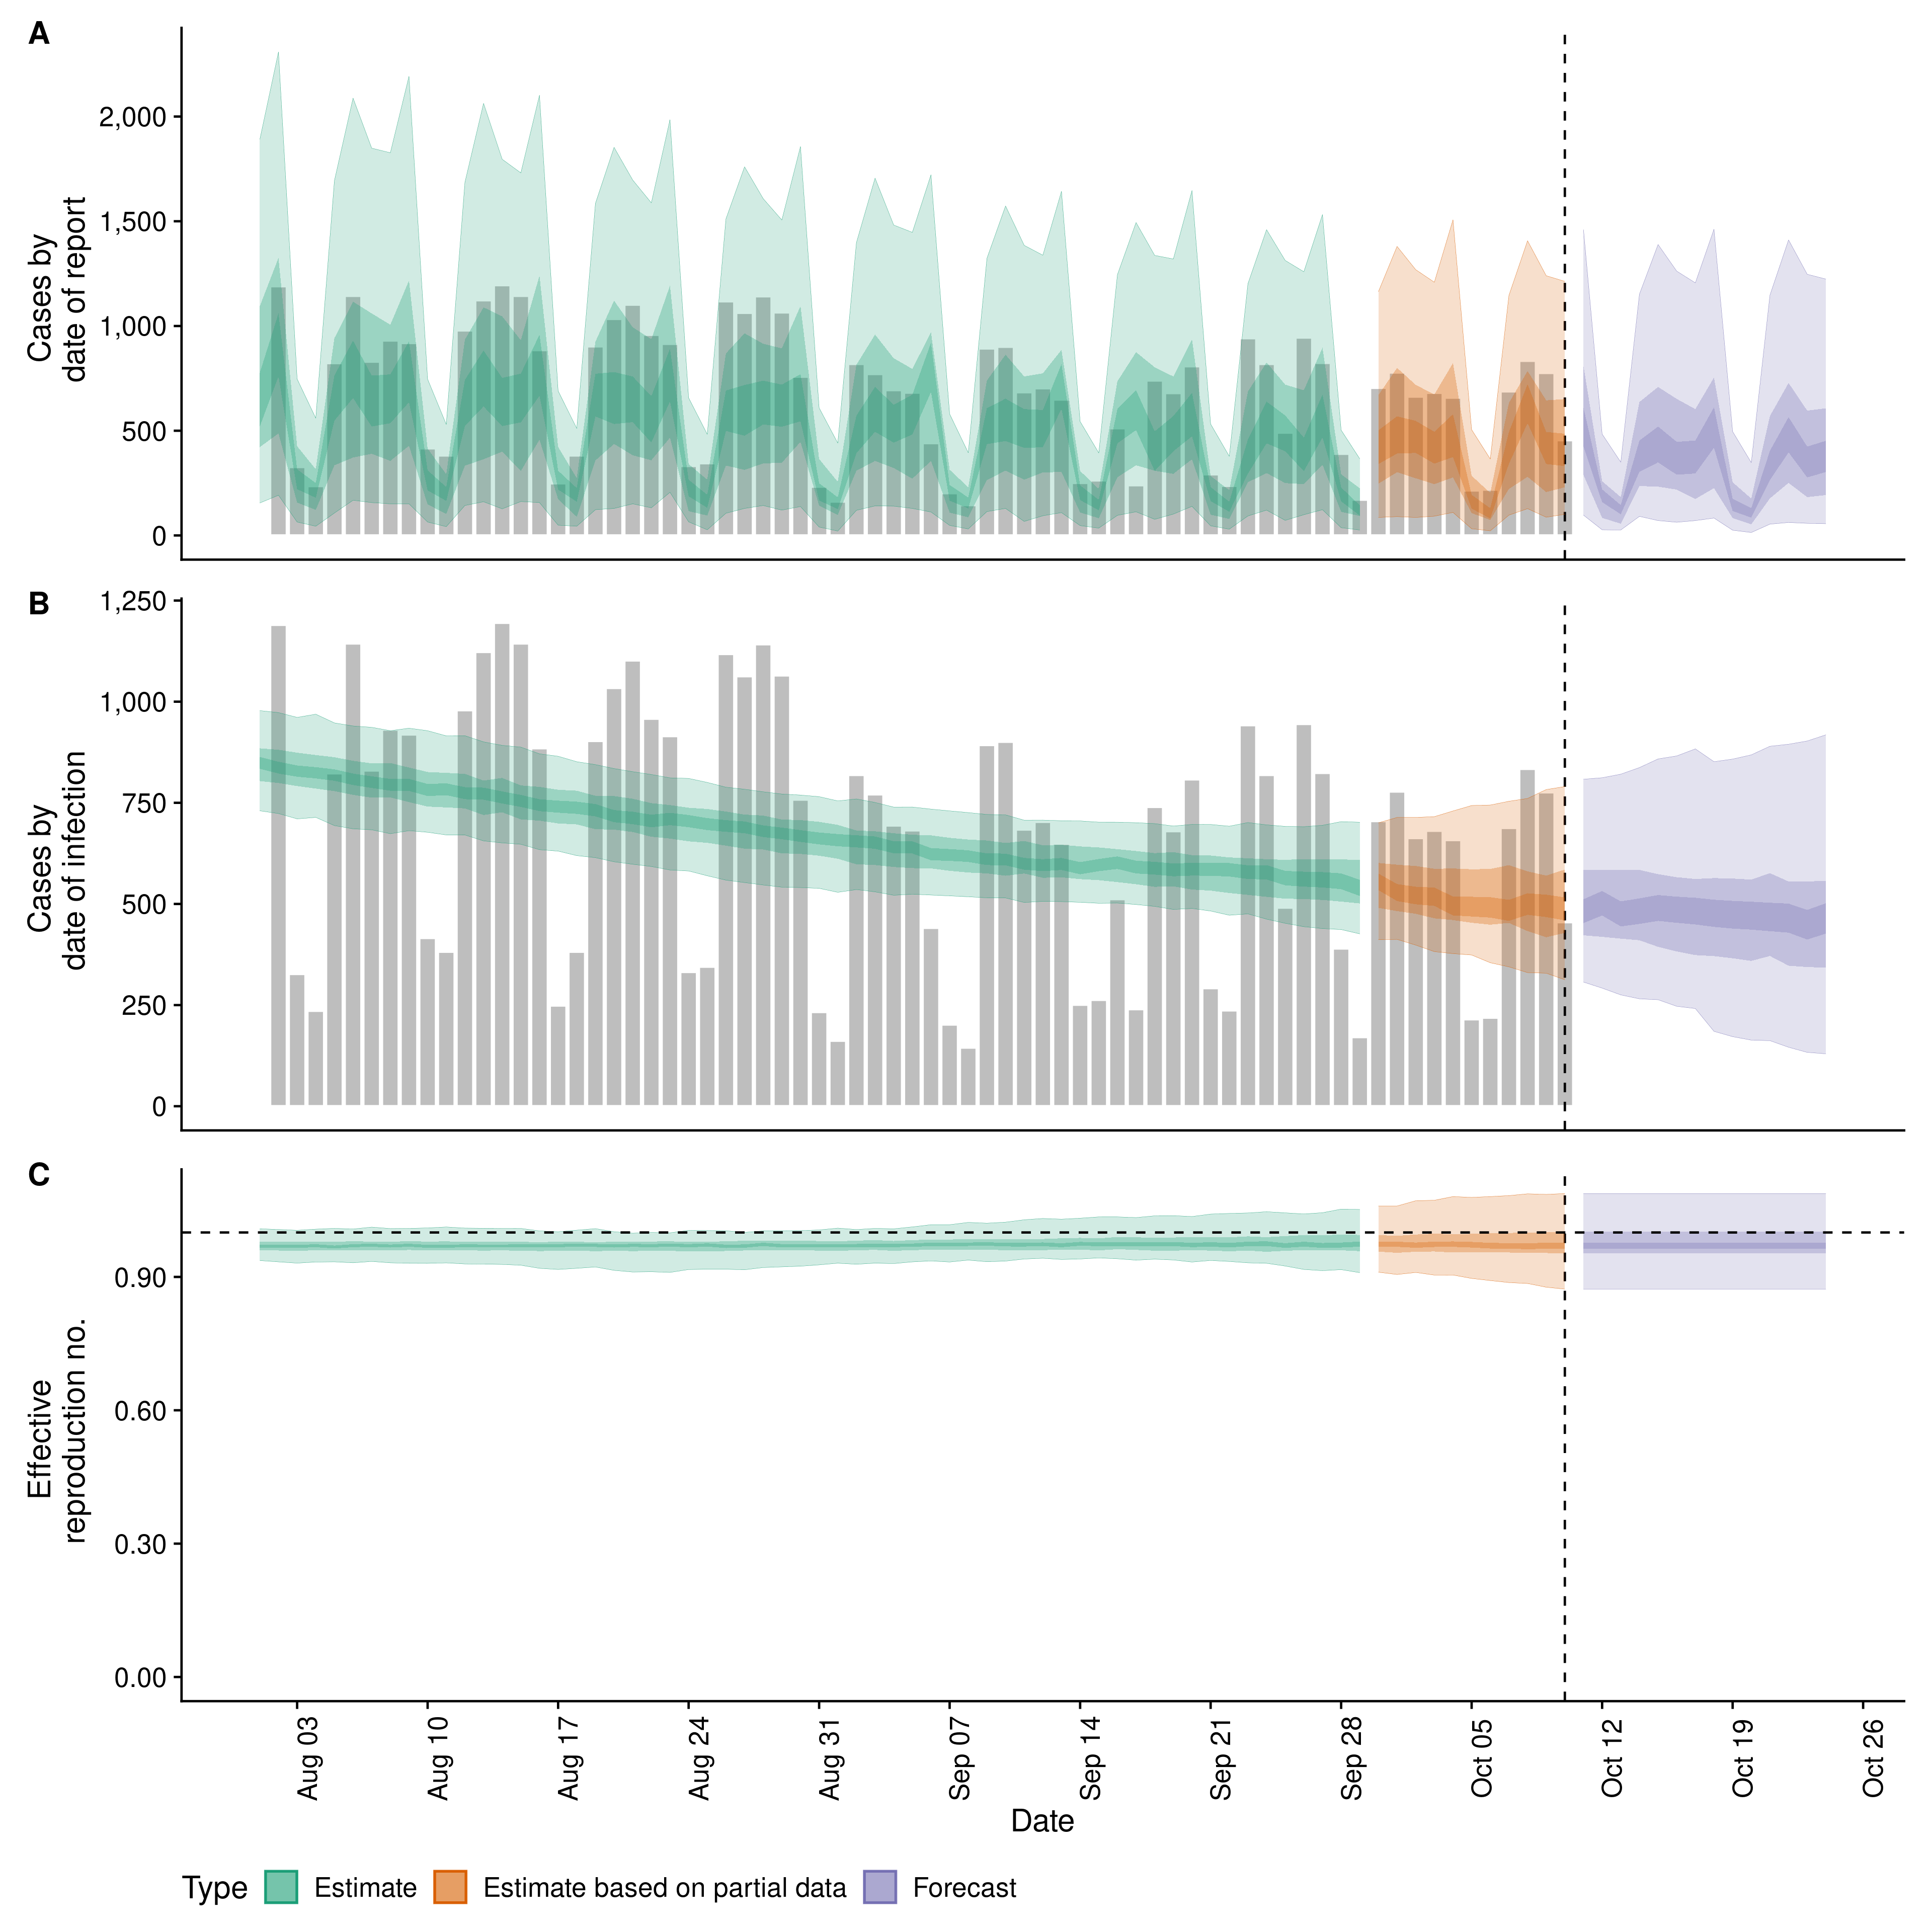 A
Cases by
date of report
2,000
1,500
1,000
500
0
B
Cases by
date of infection
1,250
1,000
750
500
250
0
C
Effective
reproduction no.
0.90
0.60
0.30
0.00
Aug 03
Aug 10
Aug 17
Aug 24
Aug 31
Sep 07
Sep 14
Sep 21
Sep 28
Oct 05
Oct 12
Oct 19
Oct 26
Date
Type Estimate Estimate based on partial data Forecast